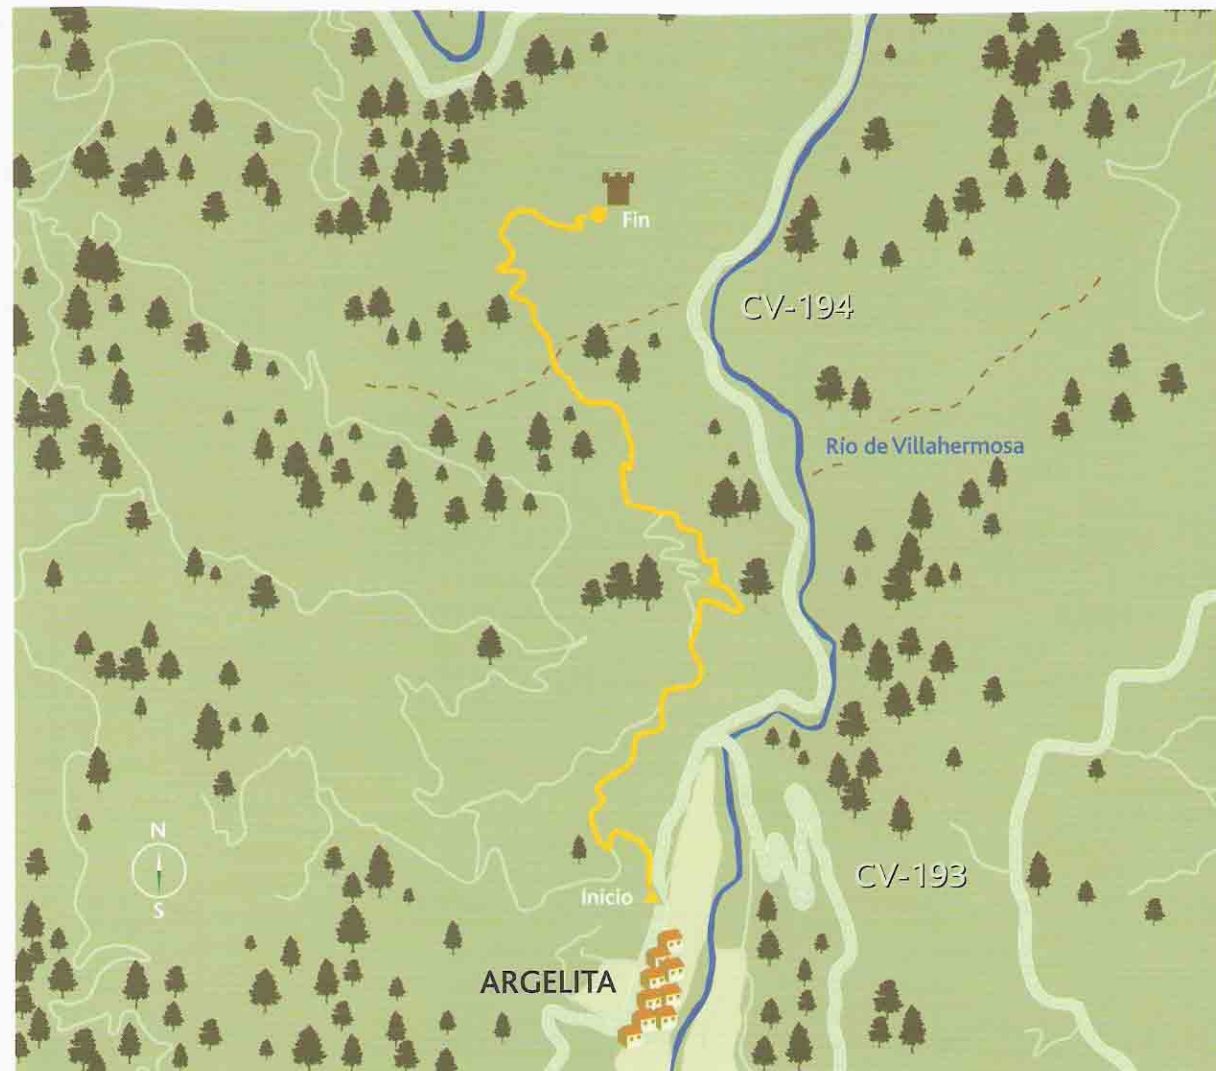 Fin
CV-194
Río de Villahermosa
N
S
CV-193
Inicio
ARGELITA